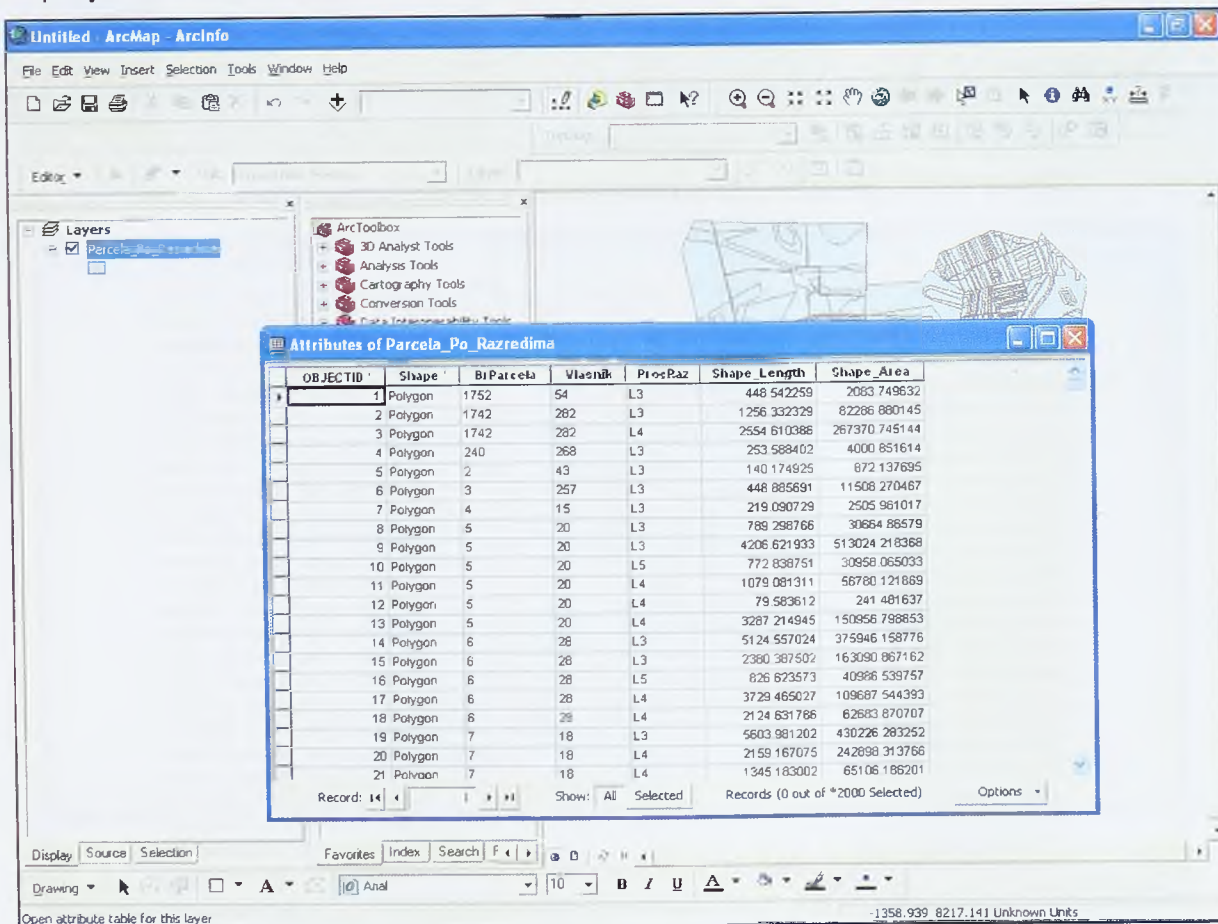 Untitled - ArcMap - ArcInfo
File Edit View Insert Selection Tools Window Help
Editor
Layers
Parcela_Po_Razredima
ArcToolbox
3D Analyst Tools
Analysis Tools
Cartography Tools
Conversion Tools
Data Interoperability Tools
Attributes of Parcela_Po_Razredima
OBJECTID * Shape * BrParcela Vlasnik ProsRaz Shape_Length Shape_Area
1 Polygon 1752 54 L3 448 542259 2083 749632
2 Polygon 1742 282 L3 1256 332329 82286 880145
3 Polygon 1742 282 L4 2554 610386 267370 745144
4 Polygon 240 268 L3 253 588402 4000 851614
5 Polygon 2 43 L3 140 174925 872 137695
6 Polygon 3 257 L3 448 885691 11508 270467
7 Polygon 4 15 L3 219.090729 2505 961017
8 Polygon 5 20 L3 789 298766 30664 86579
9 Polygon 5 20 L3 4206.621933 513024 218368
10 Polygon 5 20 L5 772 838751 30958 065033
11 Polygon 5 20 L4 1079 081311 56780 121869
12 Polygon 5 20 L4 79.583612 241 481637
13 Polygon 5 20 L4 3287 214945 150956 798853
14 Polygon 6 28 L3 5124 557024 375946 158776
15 Polygon 6 28 L3 2380 387502 163090 867162
16 Polygon 6 28 L5 826 623573 40986 539757
17 Polygon 6 28 L4 3729 465027 109687 544393
18 Polygon 6 28 L4 2124 631766 62683 870707
19 Polygon 7 18 L3 5603 981202 430226 283252
20 Polygon 7 18 L4 2159 167075 242898 313766
21 Polygon 7 18 L4 1345 183002 65106 186201
Record: 1 Show: All Selected Records (0 out of *2000 Selected) Options
Display Source Selection Favorites Index Search F
Drawing A Arial 10 B I U A
Open attribute table for this layer -1358.939 8217.141 Unknown Units